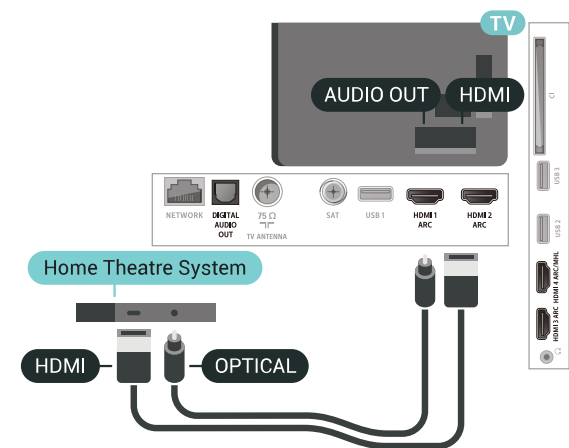 TV
AUDIO OUT
HDMI
CI
USB 3
USB 2
HDMI 4 ARC/MHL
HDMI 3 ARC
NETWORK
DIGITAL
AUDIO
OUT
75 Ω
TV ANTENNA
SAT
USB 1
HDMI 1
ARC
HDMI 2
ARC
Home Theatre System
HDMI
OPTICAL